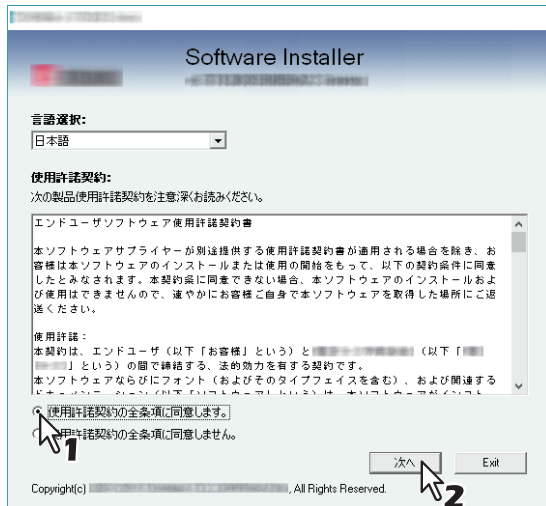 Software Installer
言語選択:
日本語
使用許諾契約:
次の製品使用許諾契約を注意深くお読みください。
エンドユーザソフトウェア使用許諾契約書
本ソフトウェアサプライヤーが別途提供する使用許諾契約書が適用される場合を除き、お
客様は本ソフトウェアのインストールまたは使用の開始をもって、以下の契約条件に同意
したとみなされます。本契約条に同意できない場合、本ソフトウェアのインストールおよ
び使用はできませんので、速やかにお客様ご自身で本ソフトウェアを取得した場所にご返
送ください。
使用許諾：
本契約は、エンドユーザ（以下「お客様」という）と （以下「
」という）の間で締結する、法的効力を有する契約です。
本ソフトウェアならびにフォント（およびそのタイプフェイスを含む）、および関連する
使用許諾契約の全条項に同意します。
使用許諾契約の全条項に同意しません。
1
次へ
Exit
2
Copyright(c) , All Rights Reserved.